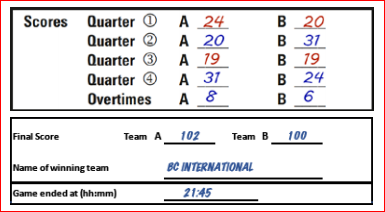 Scores Quarter ① A 24 B 20
Quarter ② A 20 B 31
Quarter ③ A 19 B 19
Quarter ④ A 31 B 24
Overtimes A 8 B 6
Final Score Team A 102 Team B 100
Name of winning team BC INTERNATIONAL
Game ended at (hh:mm) 21:45